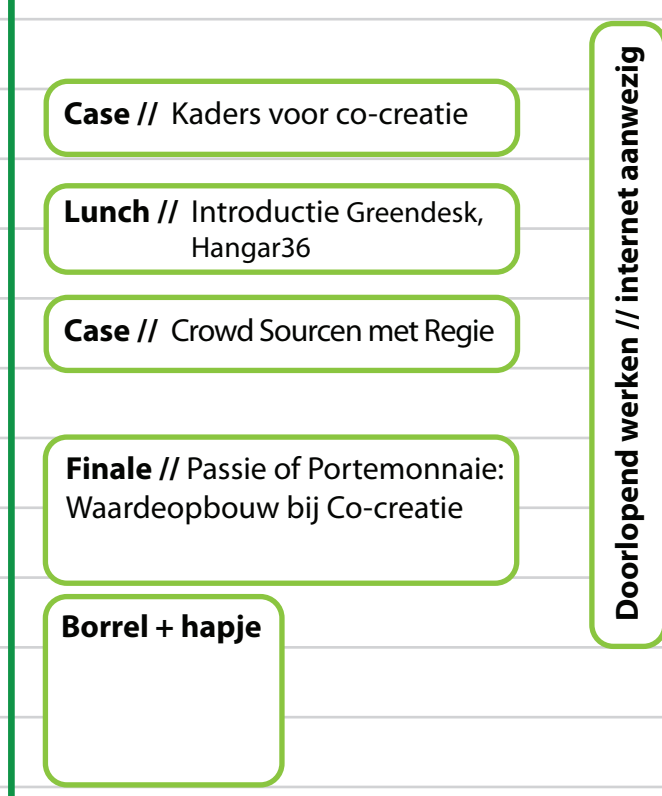 Case // Kaders voor co-creatie
Lunch // Introductie Greendesk,
Hangar36
Case // Crowd Sourcen met Regie
Finale // Passie of Portemonnaie:
Waardeopbouw bij Co-creatie
Borrel + hapje
Doorlopend werken // internet aanwezig